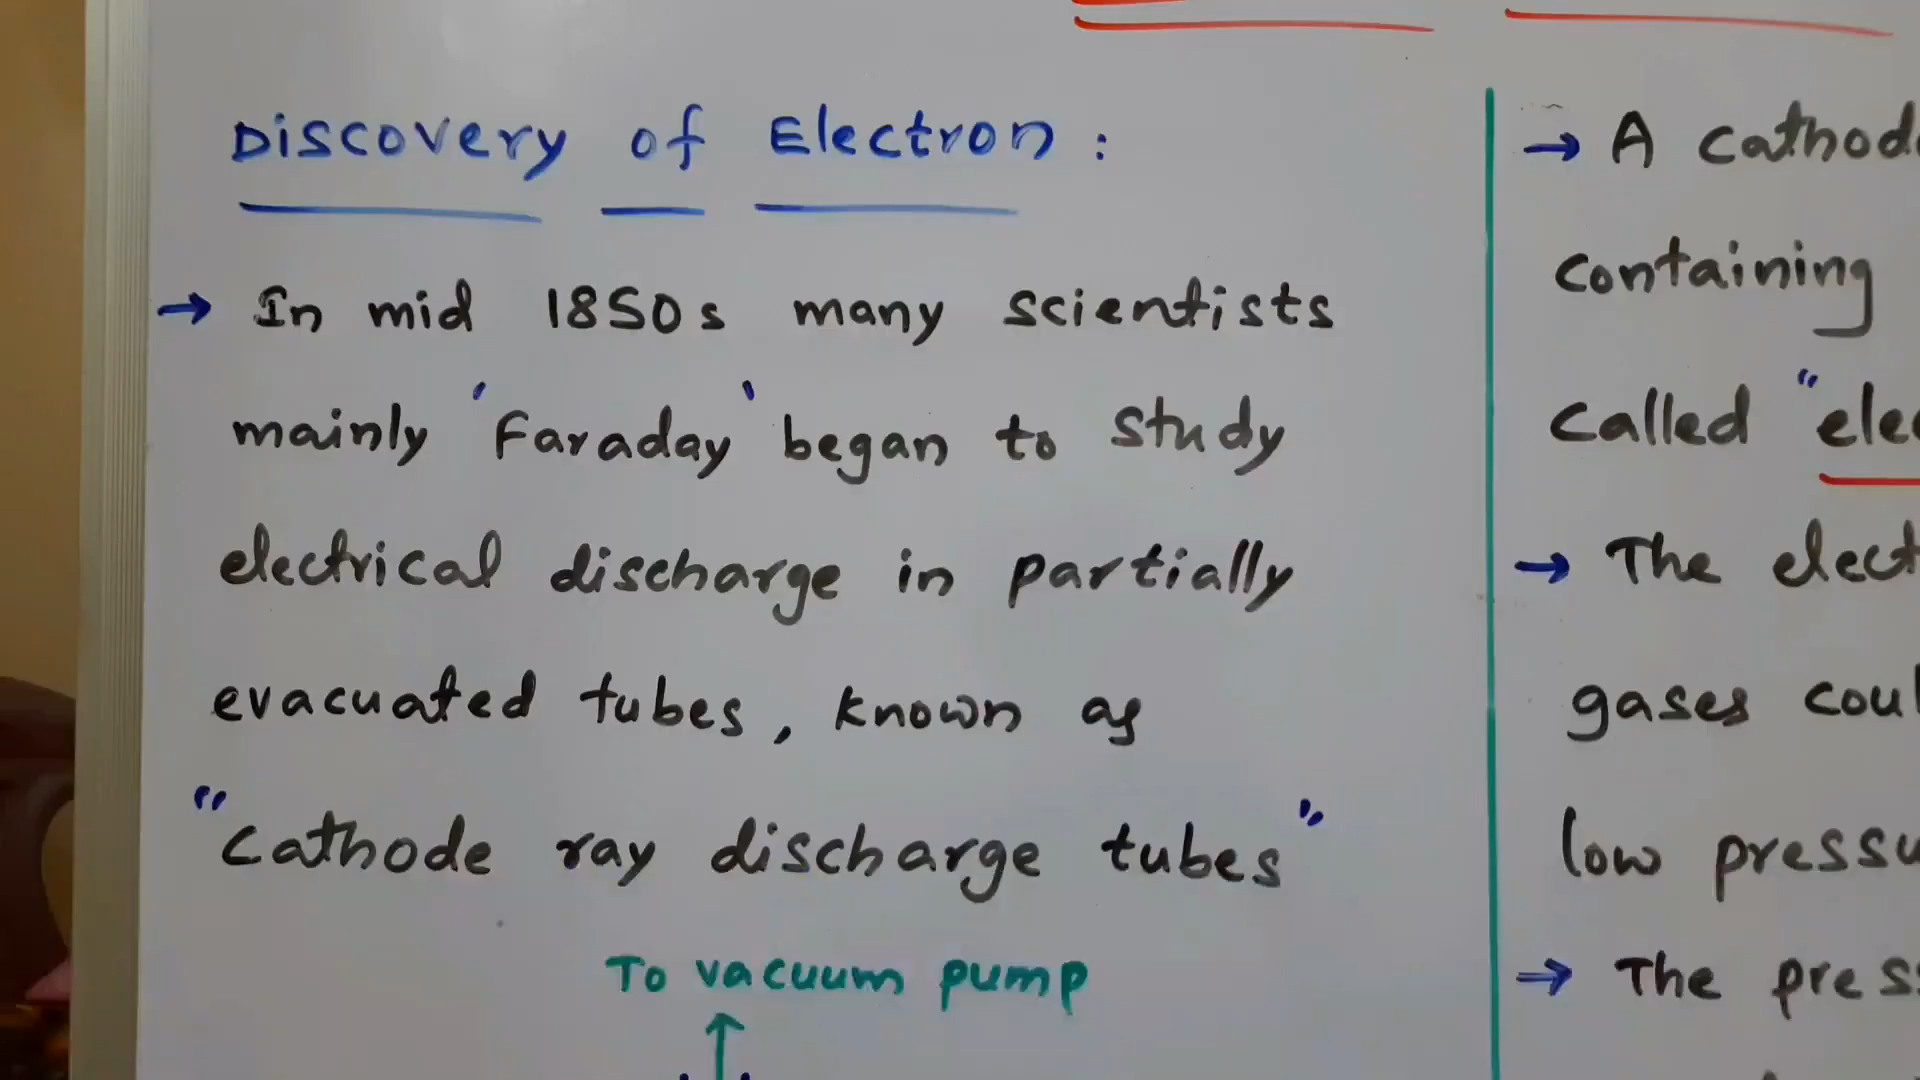 Discovery of Electron :
→ In mid 1850s many scientists
mainly 'Faraday' began to study
electrical discharge in partially
evacuated tubes, known as
"cathode ray discharge tubes"
To vacuum pump
→ A
containing
called
→ The
gases
low
→ The